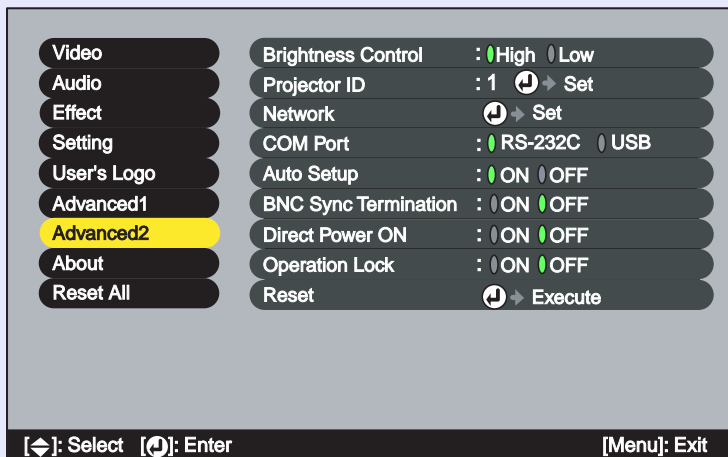 Video
Audio
Effect
Setting
User's Logo
Advanced1
Advanced2
About
Reset All
Brightness Control : High Low
Projector ID : 1 Set
Network Set
COM Port : RS-232C USB
Auto Setup : ON OFF
BNC Sync Termination : ON OFF
Direct Power ON : ON OFF
Operation Lock : ON OFF
Reset Execute
[ ]: Select [ ]: Enter [Menu]: Exit